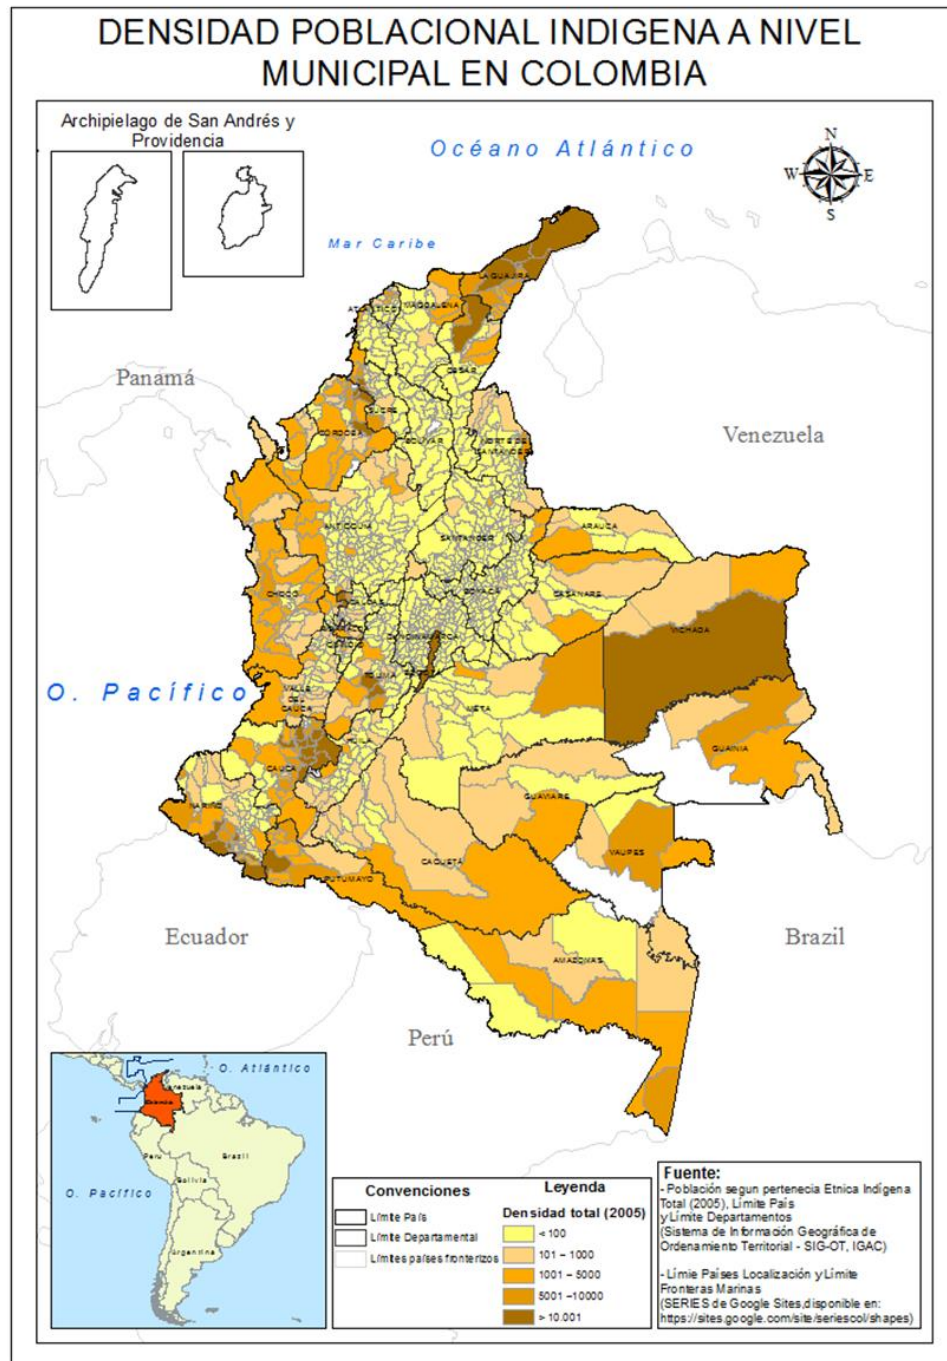 DENSIDAD POBLACIONAL INDIGENA A NIVEL
MUNICIPAL EN COLOMBIA
Archipielago de San Andrés y
Providencia
Océano Atlántico
N
W
E
S
Mar Caribe
LA GUAJIRA
MAGDALENA
CESAR
Panamá
SUCRE
CORDOBA
BOLIVAR
NORTE DE
SANTANDER
Venezuela
ANTIOQUIA
ARAUCA
SANTANDER
CHOCO
BOYACA
CASANARE
CUNDINAMARCA
VICHADA
TOLIMA
O. Pacífico
VALLE
DEL
CAUCA
META
HUILA
GUAINIA
CAUCA
GUAVIARE
NARIÑO
VAUPES
CAQUETA
PUTUMAYO
Ecuador
Brazil
AMAZONAS
Perú
O. Atlántico
Venezuela
Perú
Brazil
O. Pacífico
Bolivia
Argentina
Convenciones
Límite País
Límite Departamental
Límites países fronterizos
Leyenda
Densidad total (2005)
< 100
101 – 1000
1001 – 5000
5001 –10000
> 10.001
Fuente:
- Población segun pertenecia Etnica Indígena
Total (2005), Límite País
y Límite Departamentos
(Sistema de Información Geográfica de
Ordenamiento Territorial - SIG-OT, IGAC)
- Límie Países Localización y Límite
Fronteras Marinas
(SERIES de Google Sites,disponible en:
https://sites.google.com/site/seriescol/shapes)